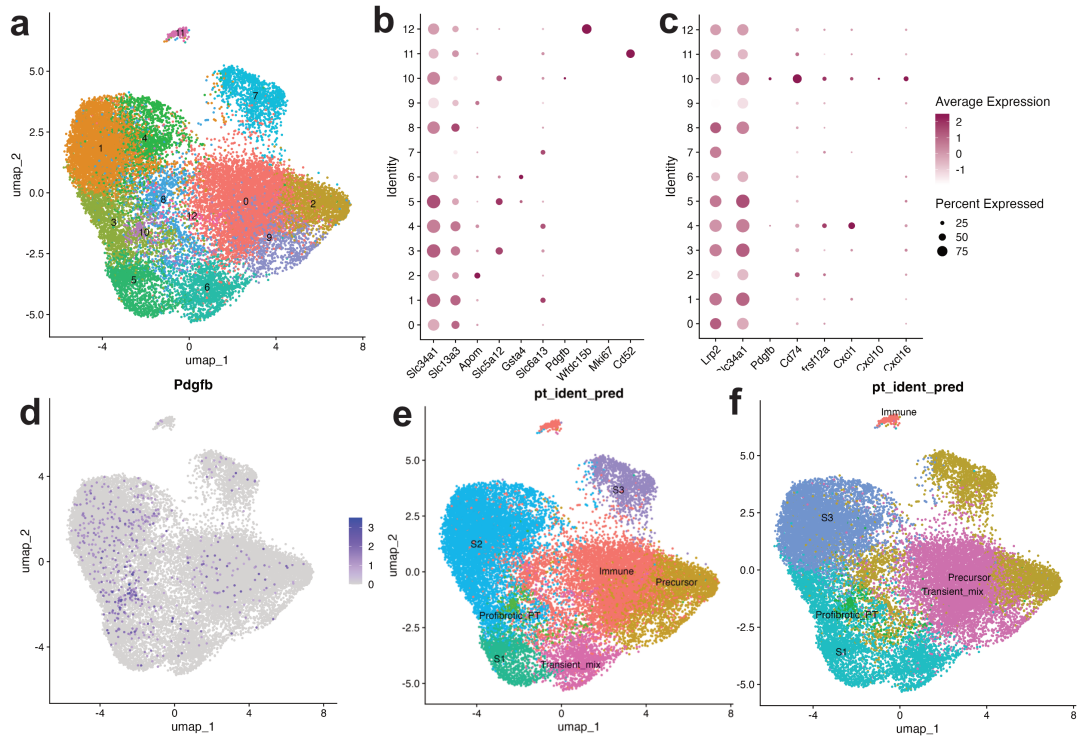 a
11
7
4
1
8
0
2
12
3
10
9
5
6
5.0
2.5
0.0
-2.5
-5.0
umap_2
-4
0
4
8
umap_1
b
12
11
10
9
8
7
6
5
4
3
2
1
0
Identity
Slc34a1
Slc13a3
Apom
Slc5a12
Gsta4
Slc6a13
Pdgfb
Wfdc15b
Mki67
Cd52
c
12
11
10
9
8
7
6
5
4
3
2
1
0
Identity
Lrp2
Slc34a1
Pdgfb
Cd74
frsf12a
Cxcl1
Cxcl10
Cxcl16
Average Expression
2
1
0
-1
Percent Expressed
25
50
75
d
Pdgfb
4
0
-4
umap_2
-4
0
4
8
umap_1
3
2
1
0
e
pt_ident_pred
5.0
2.5
0.0
-2.5
-5.0
umap_2
S3
S2
Immune
Precursor
Profibrotic_PT
S1
Transient_mix
-4
0
4
8
umap_1
f
pt_ident_pred
5.0
2.5
0.0
-2.5
-5.0
Immune
S3
Precursor
Transient_mix
Profibrotic_PT
S1
-4
0
4
8
umap_1